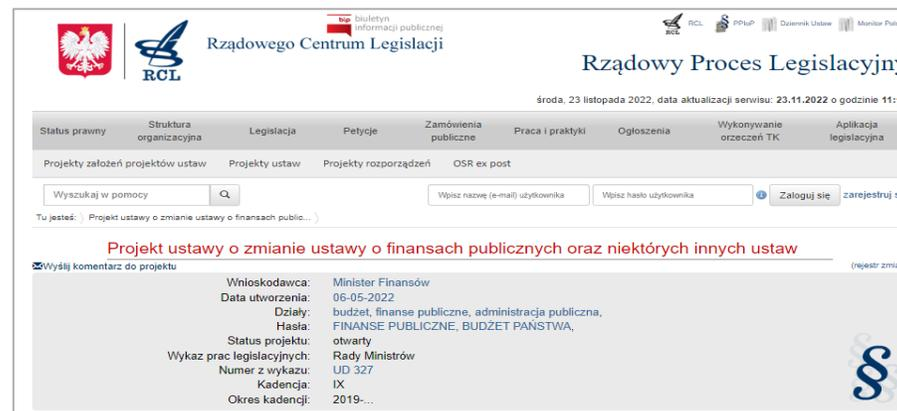 bip biuletyn
informacji publicznej
Rządowego Centrum Legislacji
RCL
RCL PPIoP Dziennik Ustaw Monitor Pols
Rządowy Proces Legislacyjny
środa, 23 listopada 2022, data aktualizacji serwisu: 23.11.2022 o godzinie 11:
Status prawny Struktura organizacyjna Legislacja Petycje Zamówienia publiczne Praca i praktyki Ogłoszenia Wykonywanie orzeczeń TK Aplikacja legislacyjna
Projekty założeń projektów ustaw Projekty ustaw Projekty rozporządzeń OSR ex post
Wyszukaj w pomocy Wpisz nazwę (e-mail) użytkownika Wpisz hasło użytkownika Zaloguj się zarejestruj s
Tu jesteś: Projekt ustawy o zmianie ustawy o finansach public...
Projekt ustawy o zmianie ustawy o finansach publicznych oraz niektórych innych ustaw
Wyślij komentarz do projektu (rejestr zmia
Wnioskodawca: Minister Finansów
Data utworzenia: 06-05-2022
Działy: budżet, finanse publiczne, administracja publiczna,
Hasła: FINANSE PUBLICZNE, BUDŻET PAŃSTWA,
Status projektu: otwarty
Wykaz prac legislacyjnych: Rady Ministrów
Numer z wykazu: UD 327
Kadencja: IX
Okres kadencji: 2019-...